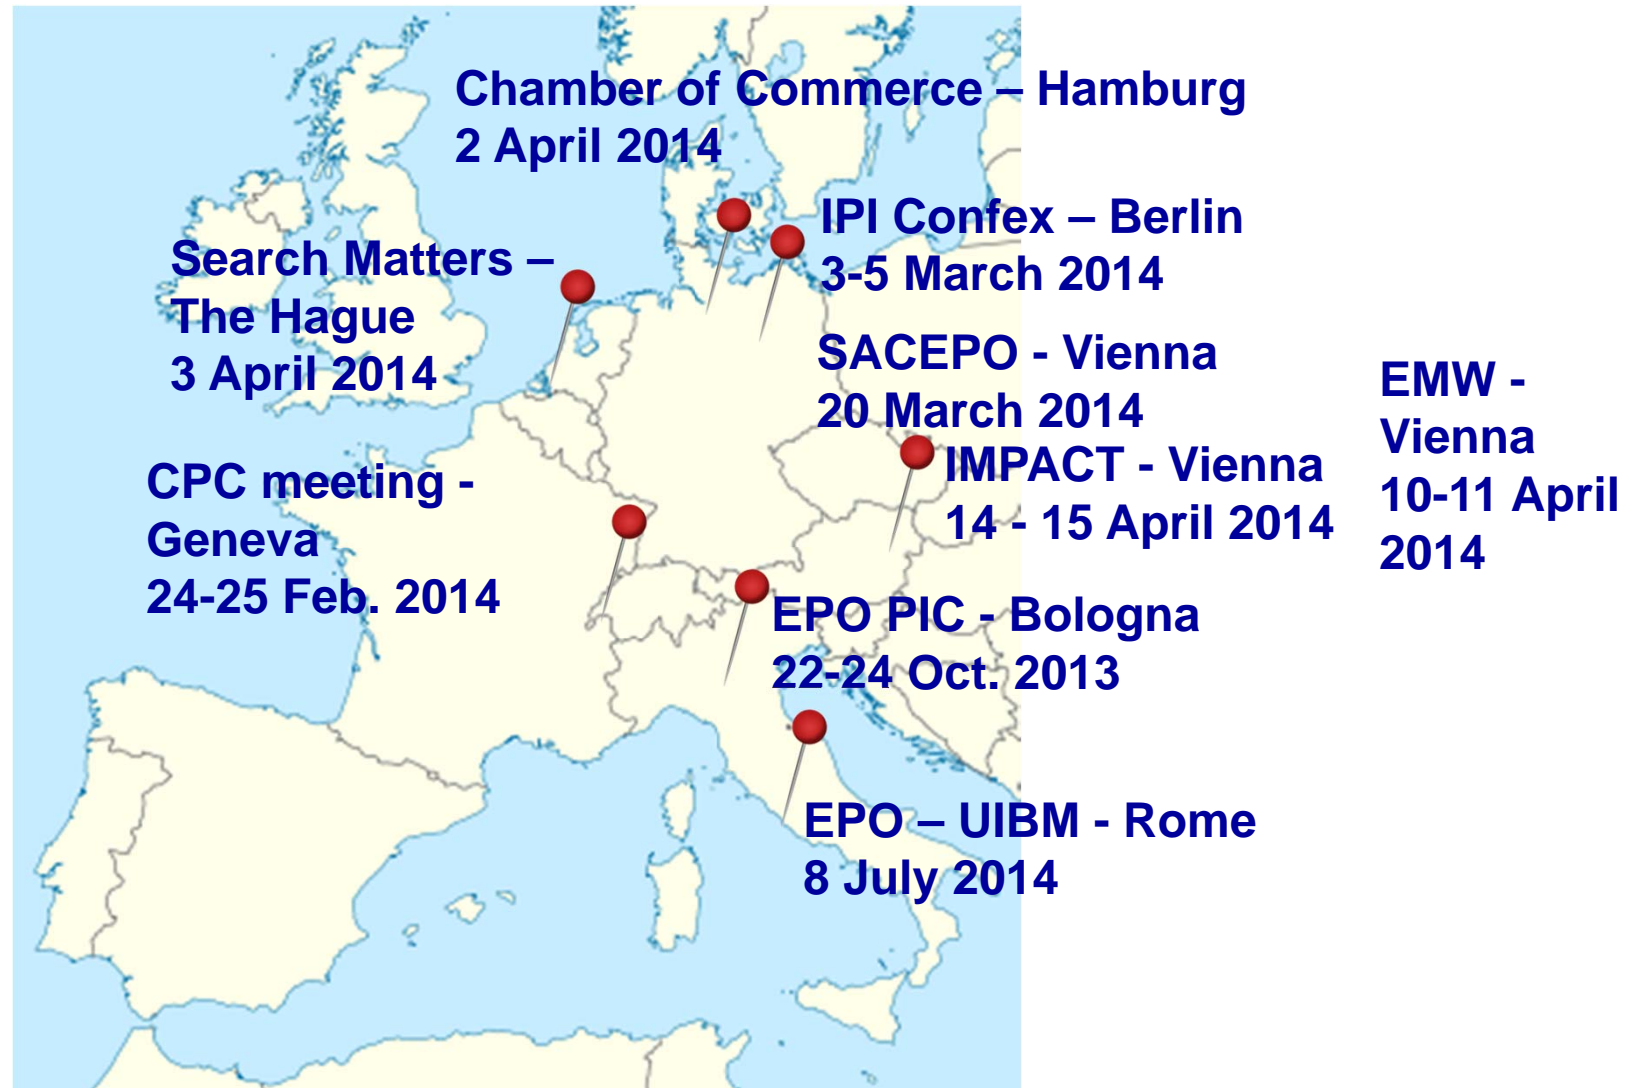 Chamber of Commerce – Hamburg
2 April 2014
IPI Confex – Berlin
3-5 March 2014
Search Matters –
The Hague
3 April 2014
SACEPO - Vienna
20 March 2014
EMW -
Vienna
10-11 April
2014
IMPACT - Vienna
14 - 15 April 2014
CPC meeting -
Geneva
24-25 Feb. 2014
EPO PIC - Bologna
22-24 Oct. 2013
EPO – UIBM - Rome
8 July 2014